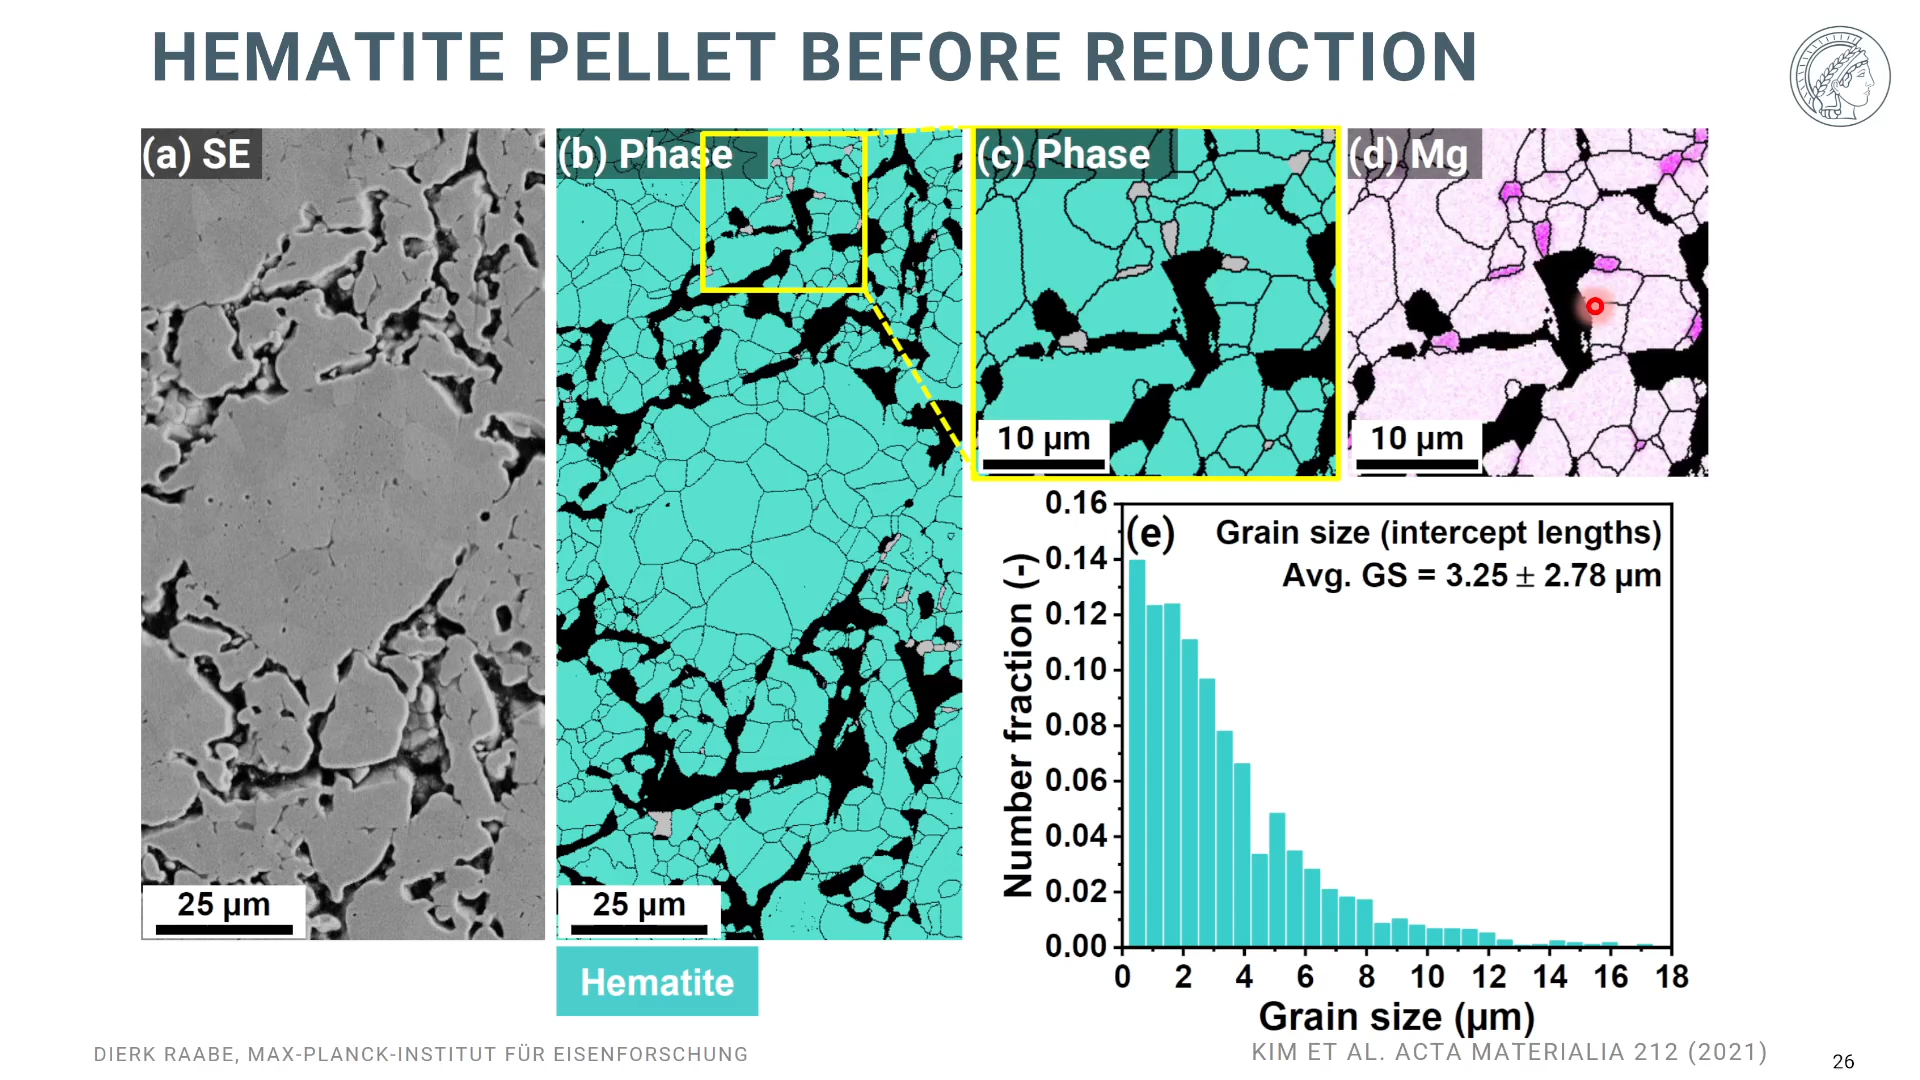 HEMATITE PELLET BEFORE REDUCTION
(a) SE
(b) Phase
(c) Phase
(d) Mg
10 µm
10 µm
25 µm
25 µm
Hematite
(e)
Grain size (intercept lengths)
Avg. GS = 3.25 ± 2.78 µm
Number fraction (-)
0.16
0.14
0.12
0.10
0.08
0.06
0.04
0.02
0.00
0 2 4 6 8 10 12 14 16 18
Grain size (µm)
DIERK RAABE, MAX-PLANCK-INSTITUT FÜR EISENFORSCHUNG
KIM ET AL. ACTA MATERIALIA 212 (2021)
26